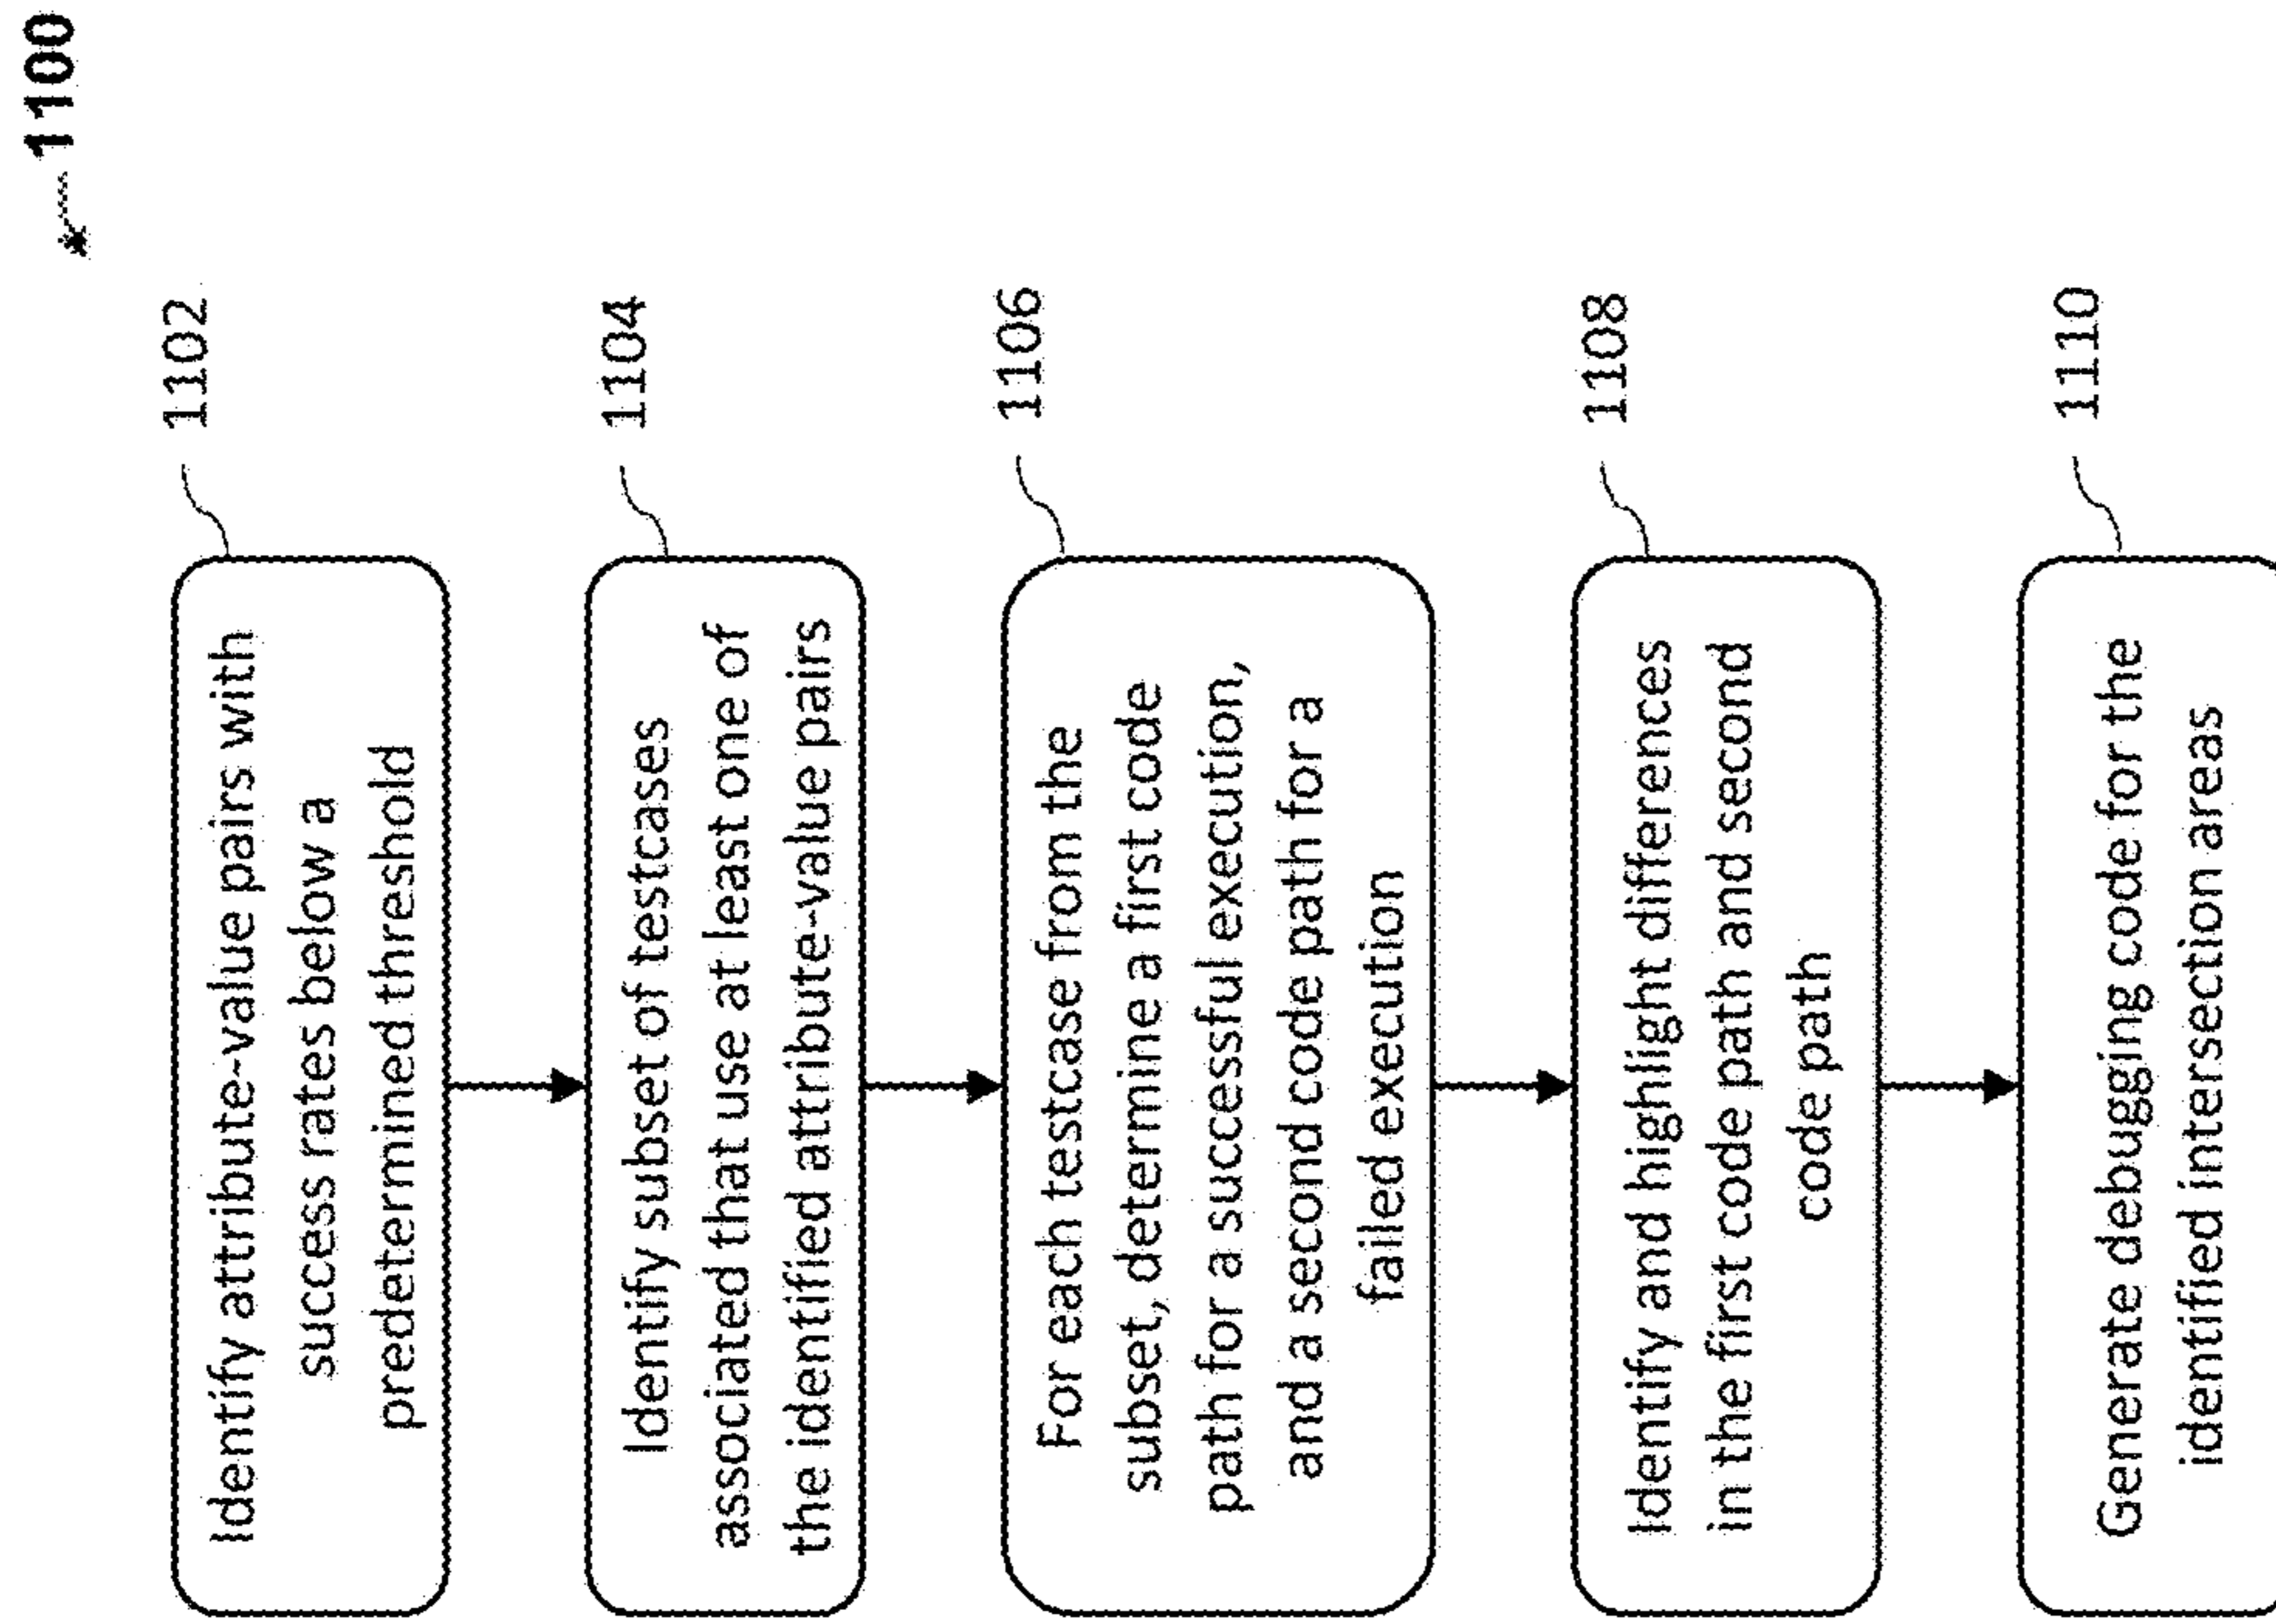 1100
1102
Identify attribute-value pairs with
success rates below a
predetermined threshold
1104
Identify subset of testcases
associated that use at least one of
the identified attribute-value pairs
1106
For each testcase from the
subset, determine a first code
path for a successful execution,
and a second code path for a
failed execution
1108
Identify and highlight differences
in the first code path and second
code path
1110
Generate debugging code for the
identified intersection areas